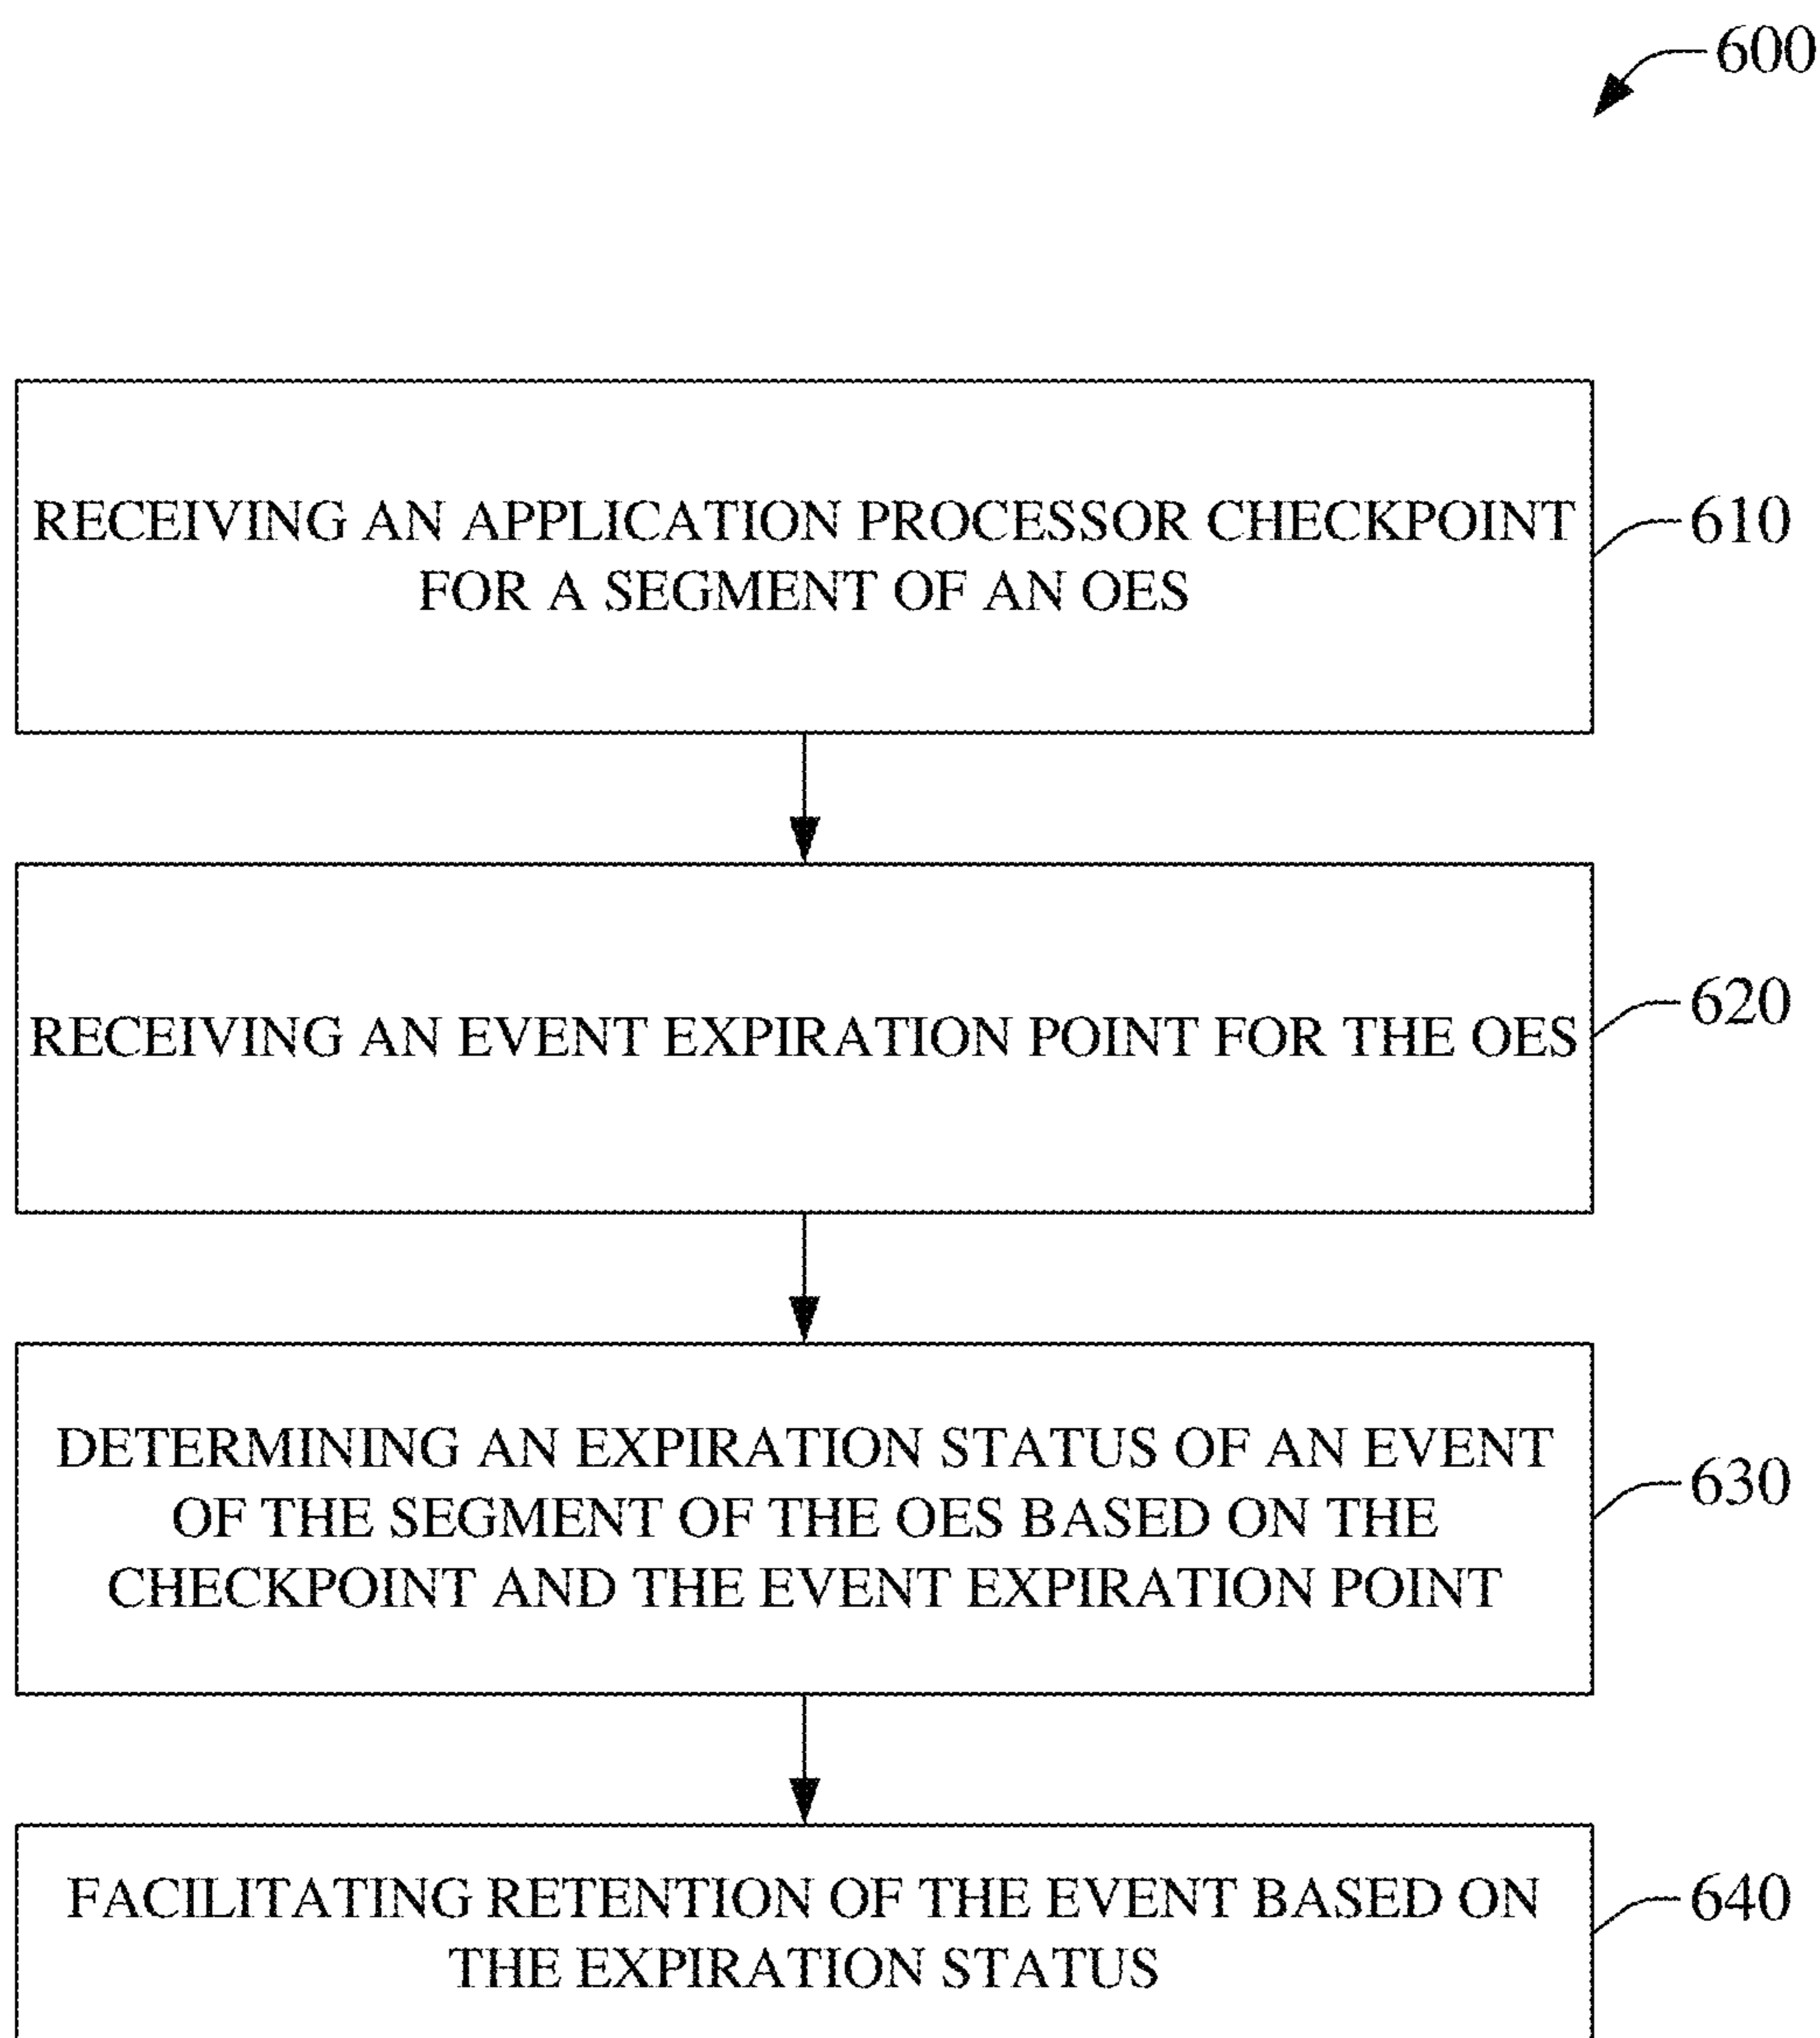 600
RECEIVING AN APPLICATION PROCESSOR CHECKPOINT
FOR A SEGMENT OF AN OES
610
RECEIVING AN EVENT EXPIRATION POINT FOR THE OES
620
DETERMINING AN EXPIRATION STATUS OF AN EVENT
OF THE SEGMENT OF THE OES BASED ON THE
CHECKPOINT AND THE EVENT EXPIRATION POINT
630
FACILITATING RETENTION OF THE EVENT BASED ON
THE EXPIRATION STATUS
640